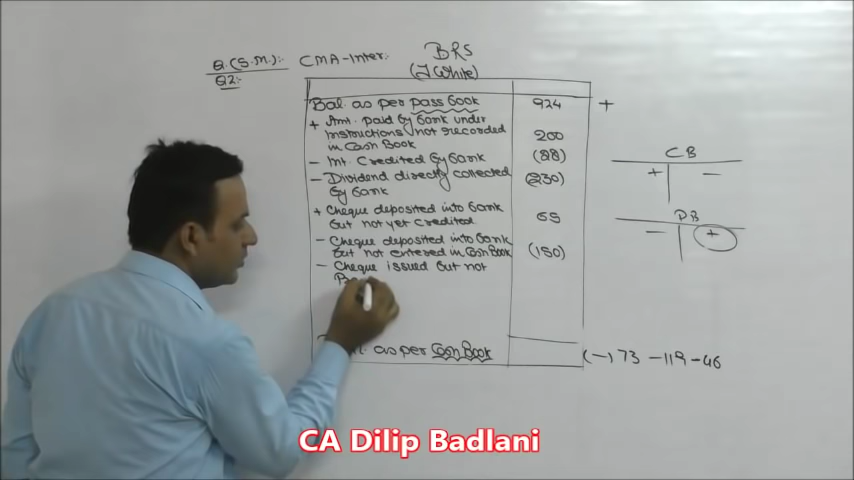 Q.(S.M.):- CMA-Inter:
Q2:-
BRS
(J White)
Bal. as per pass book 924 +
+ Amt. paid by bank under
instructions not recorded
in Cash Book 200
- Int. Credited by bank (28)
- Dividend directly collected
by bank (230)
+ Cheque deposited into bank
but not yet credited 65
- Cheque deposited into bank
but not entered in Cash Book (150)
- Cheque issued but not
as per Cash Book (-) 73 - 119 - 46
CB
+ -
PB
- +
CA Dilip Badlani